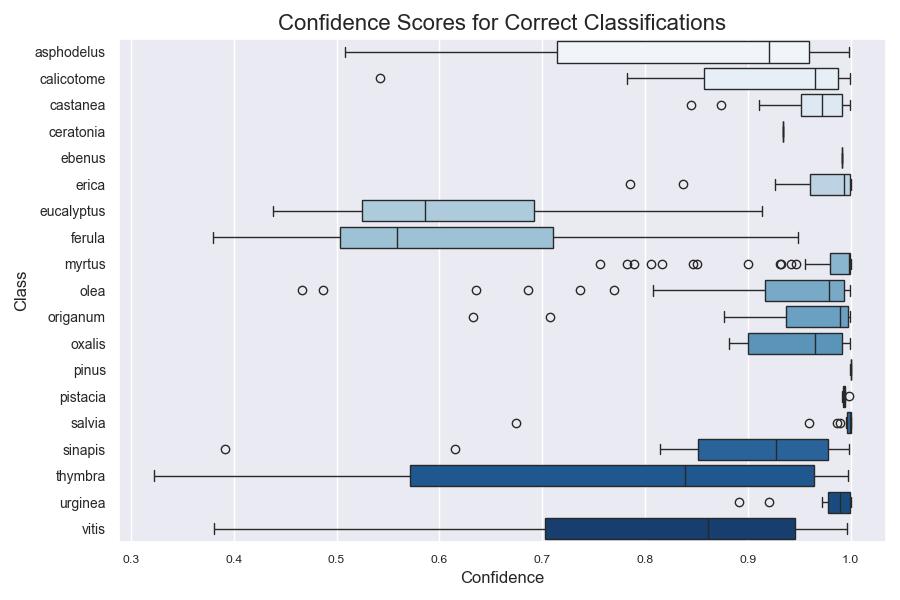 Confidence Scores for Correct Classifications
asphodelus
calicotome
castanea
ceratonia
ebenus
erica
eucalyptus
ferula
myrtus
olea
origanum
oxalis
pinus
pistacia
salvia
sinapis
thymbra
urginea
vitis
Class
0.3 0.4 0.5 0.6 0.7 0.8 0.9 1.0
Confidence